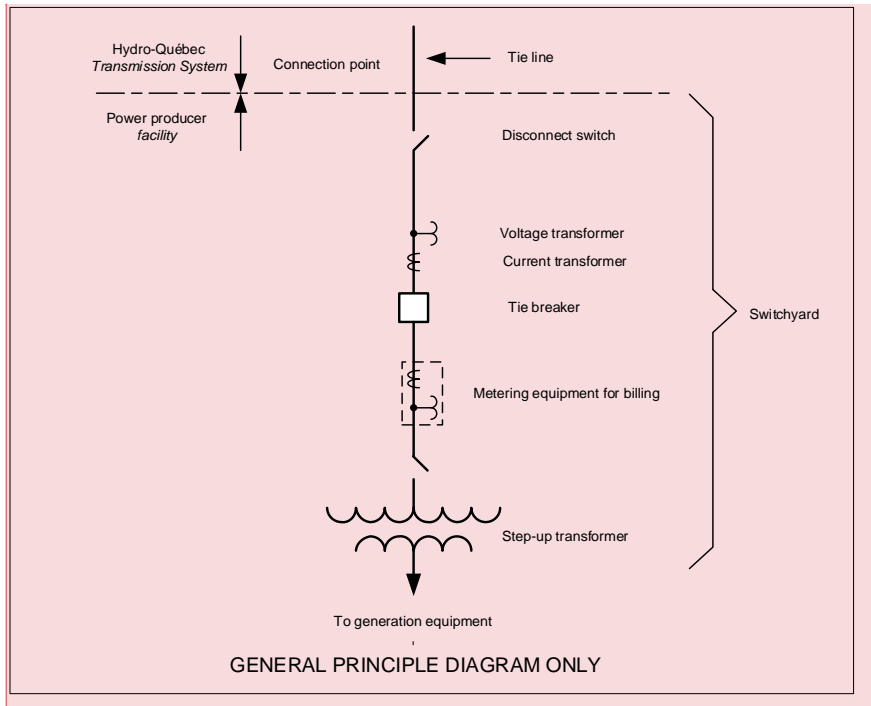 Hydro-Québec
Transmission System
Connection point
Tie line
Power producer
facility
Disconnect switch
Voltage transformer
Current transformer
Tie breaker
Switchyard
Metering equipment for billing
Step-up transformer
To generation equipment
GENERAL PRINCIPLE DIAGRAM ONLY